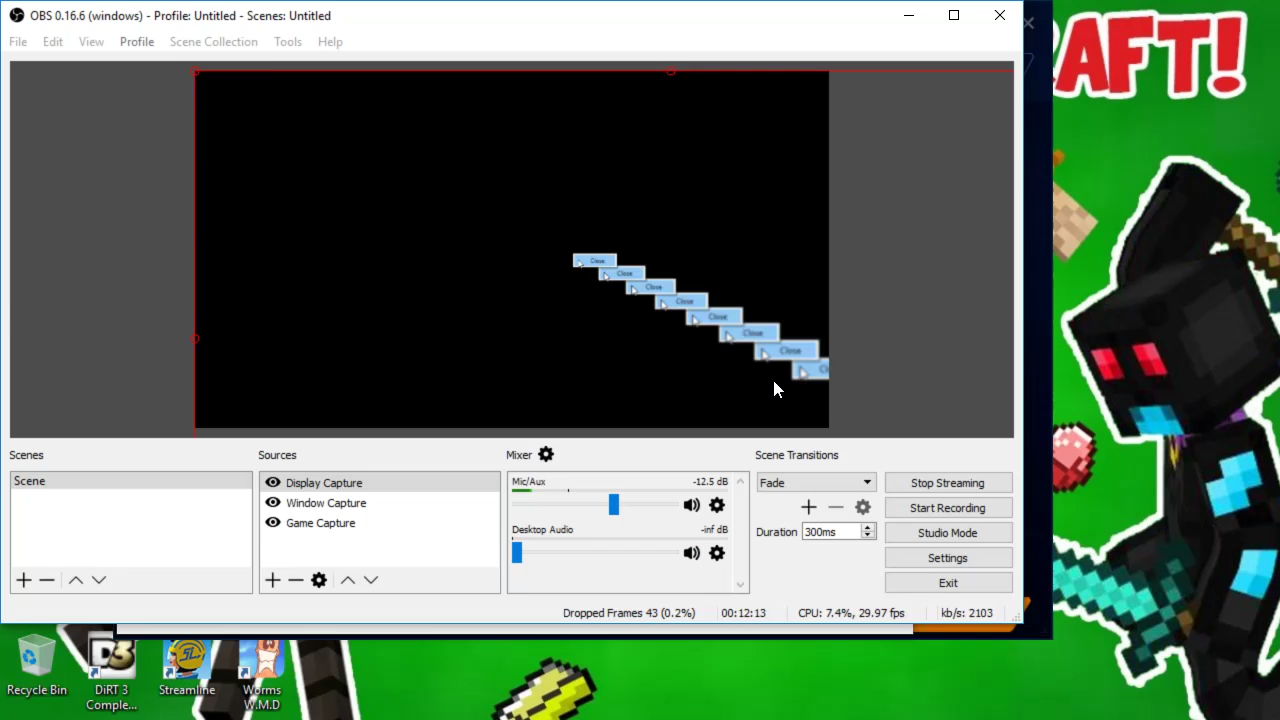 OBS 0.16.6 (windows) - Profile: Untitled - Scenes: Untitled
File Edit View Profile Scene Collection Tools Help
AFT!
Close
Close
Close
Close
Close
Close
Close
Scenes Sources Mixer Scene Transitions
Scene
Display Capture
Window Capture
Game Capture
Mic/Aux -12.5 dB
Desktop Audio -inf dB
Fade
Duration 300ms
Stop Streaming
Start Recording
Studio Mode
Settings
Exit
Dropped Frames 43 (0.2%) 00:12:13 CPU: 7.4%, 29.97 fps kb/s: 2103
D3
SL
Recycle Bin
DiRT 3 Comple...
Streamline
Worms W.M.D